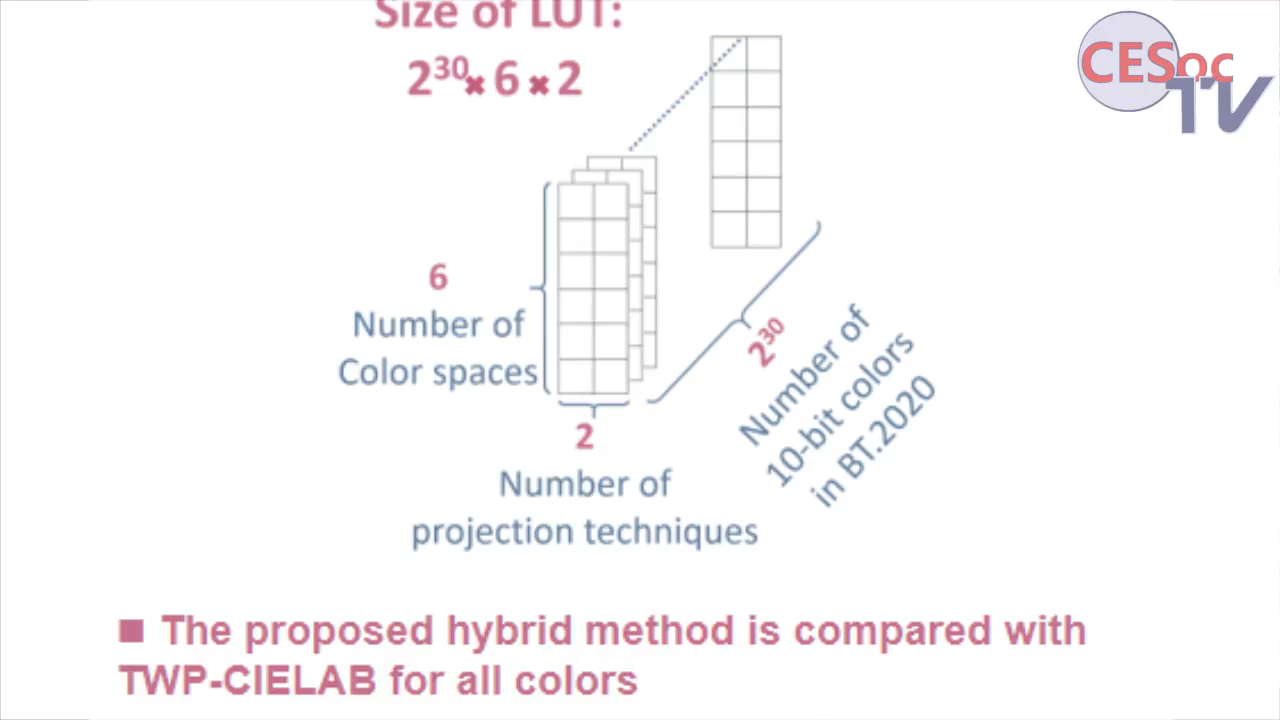 Size of LUT:
2³⁰×6×2
CESoc
TV
6
Number of
Color spaces
2
Number of
projection techniques
2³⁰
Number of
10-bit colors
in BT.2020
■ The proposed hybrid method is compared with
TWP-CIELAB for all colors